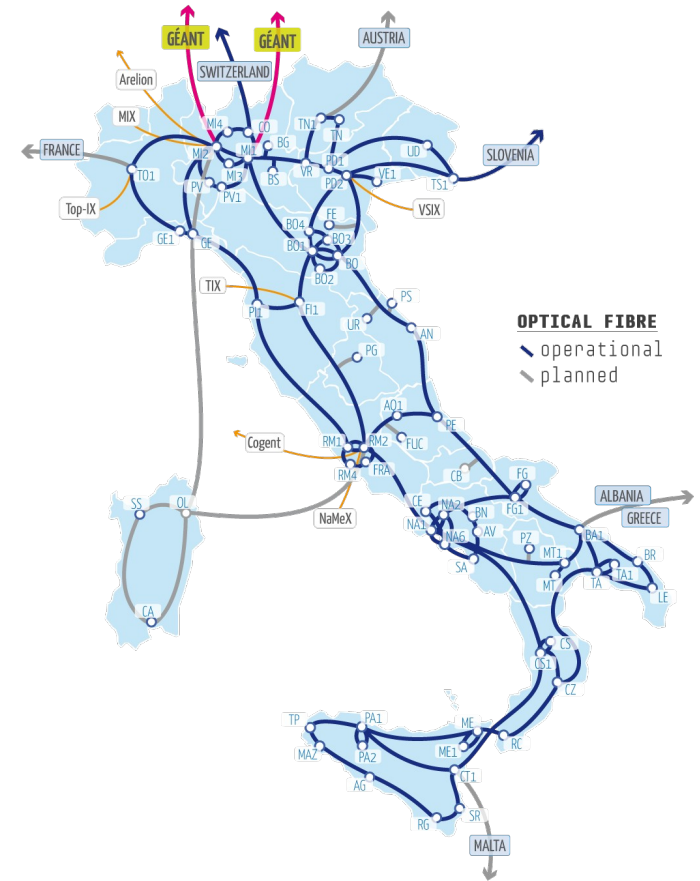 GÉANT
GÉANT
AUSTRIA
SWITZERLAND
Arelion
MIX
MI4
CO
BG
TN1
TN
FRANCE
MI2
MI1
UD
SLOVENIA
TO1
MI3
BS
VR
PD1
PD2
VE1
TS1
PV
PV1
Top-IX
VSIX
GE1
GE
BO4
FE
BO3
BO1
BO
BO2
TIX
PI1
FI1
PS
UR
AN
OPTICAL FIBRE
operational
planned
PG
AQ1
PE
Cogent
RM1
RM2
FUC
RM4
FRA
CB
FG
NaMeX
SS
OL
CE
NA2
BN
FG1
ALBANIA
GREECE
NA1
NA6
AV
PZ
BA1
SA
MT1
BR
MT
TA
TA1
LE
CA
CS
CS1
CZ
TP
PA1
ME
RC
MAZ
PA2
ME1
CT1
AG
RG
SR
MALTA